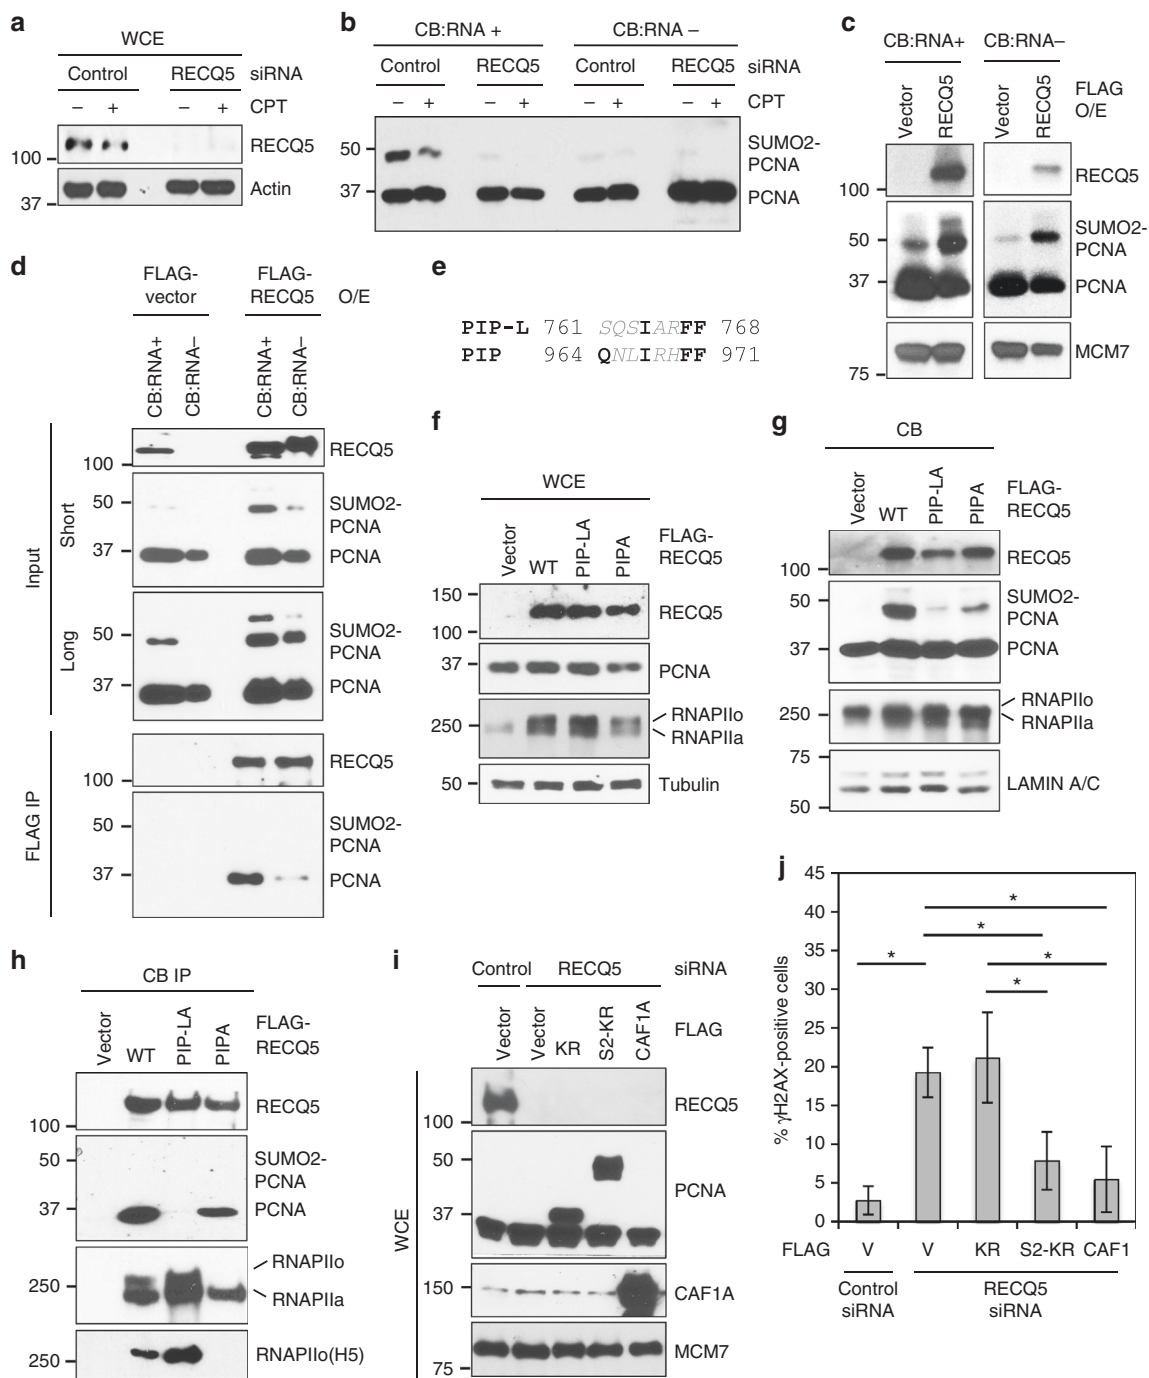 a
WCE
Control RECQ5 siRNA
– + – + CPT
RECQ5
100
Actin
37
b
CB:RNA + CB:RNA –
Control RECQ5 Control RECQ5 siRNA
– + – + – + – + CPT
50
SUMO2-
PCNA
37
PCNA
c
CB:RNA+ CB:RNA–
Vector RECQ5 Vector RECQ5
FLAG
O/E
RECQ5
100
50
SUMO2-
PCNA
37
PCNA
MCM7
75
d
FLAG-
vector
FLAG-
RECQ5
O/E
CB:RNA+ CB:RNA– CB:RNA+ CB:RNA–
Input
Short
RECQ5
100
50
SUMO2-
PCNA
37
PCNA
Long
50
SUMO2-
PCNA
37
PCNA
FLAG IP
RECQ5
100
50
SUMO2-
PCNA
37
PCNA
e
PIP-L 761 SQSIARFF 768
PIP 964 QNLIRHFF 971
f
WCE
Vector WT PIP-LA PIPA
FLAG-
RECQ5
150
RECQ5
100
37
PCNA
250
RNAPIIo
RNAPIIa
50
Tubulin
g
CB
Vector WT PIP-LA PIPA
FLAG-
RECQ5
RECQ5
100
50
SUMO2-
PCNA
37
PCNA
RNAPIIo
250
RNAPIIa
75
LAMIN A/C
50
h
CB IP
Vector WT PIP-LA PIPA
FLAG-
RECQ5
RECQ5
100
50
SUMO2-
PCNA
37
PCNA
RNAPIIo
250
RNAPIIa
RNAPIIo(H5)
250
i
Control RECQ5 siRNA
Vector Vector KR S2-KR CAF1A FLAG
WCE
RECQ5
100
50
PCNA
37
150
CAF1A
MCM7
75
j
% γH2AX-positive cells
45
40
35
30
25
20
15
10
5
0
*
*
*
*
*
FLAG V V KR S2-KR CAF1
Control
siRNA
RECQ5
siRNA